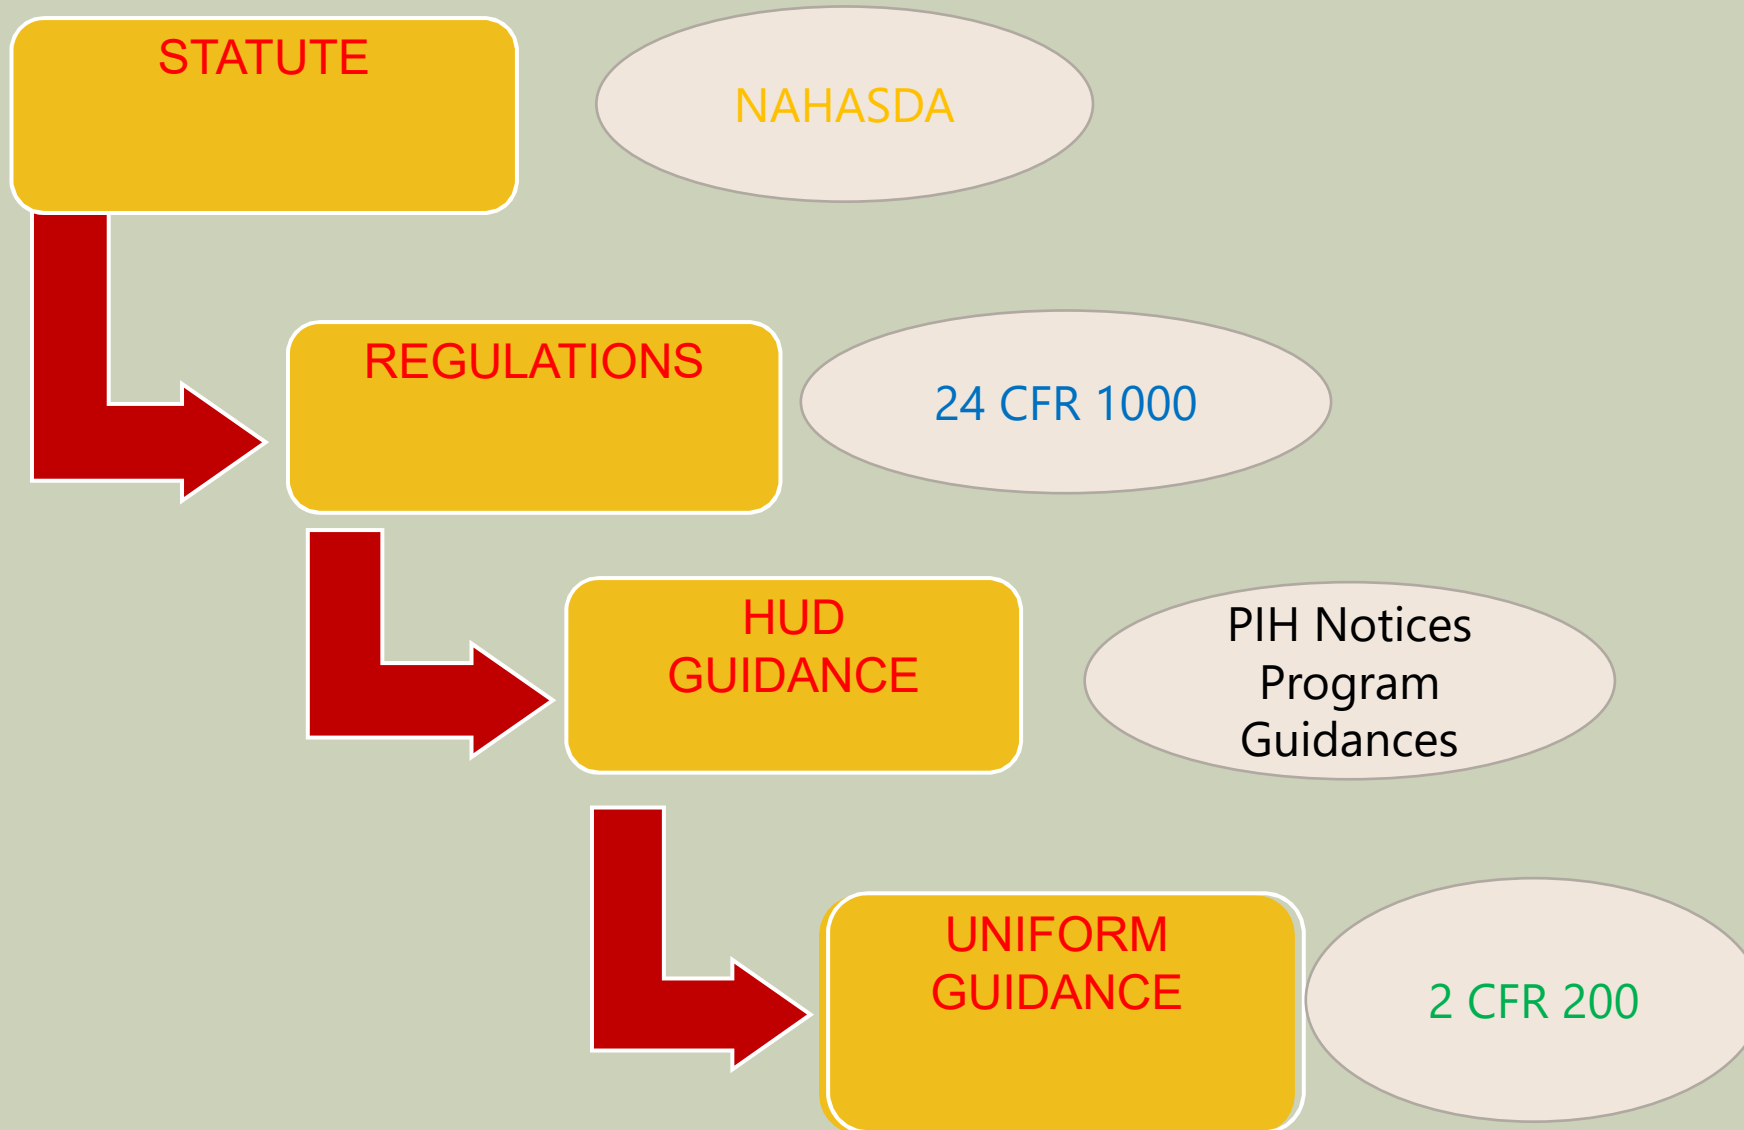 STATUTE
NAHASDA
REGULATIONS
24 CFR 1000
HUD
GUIDANCE
PIH Notices
Program
Guidances
UNIFORM
GUIDANCE
2 CFR 200